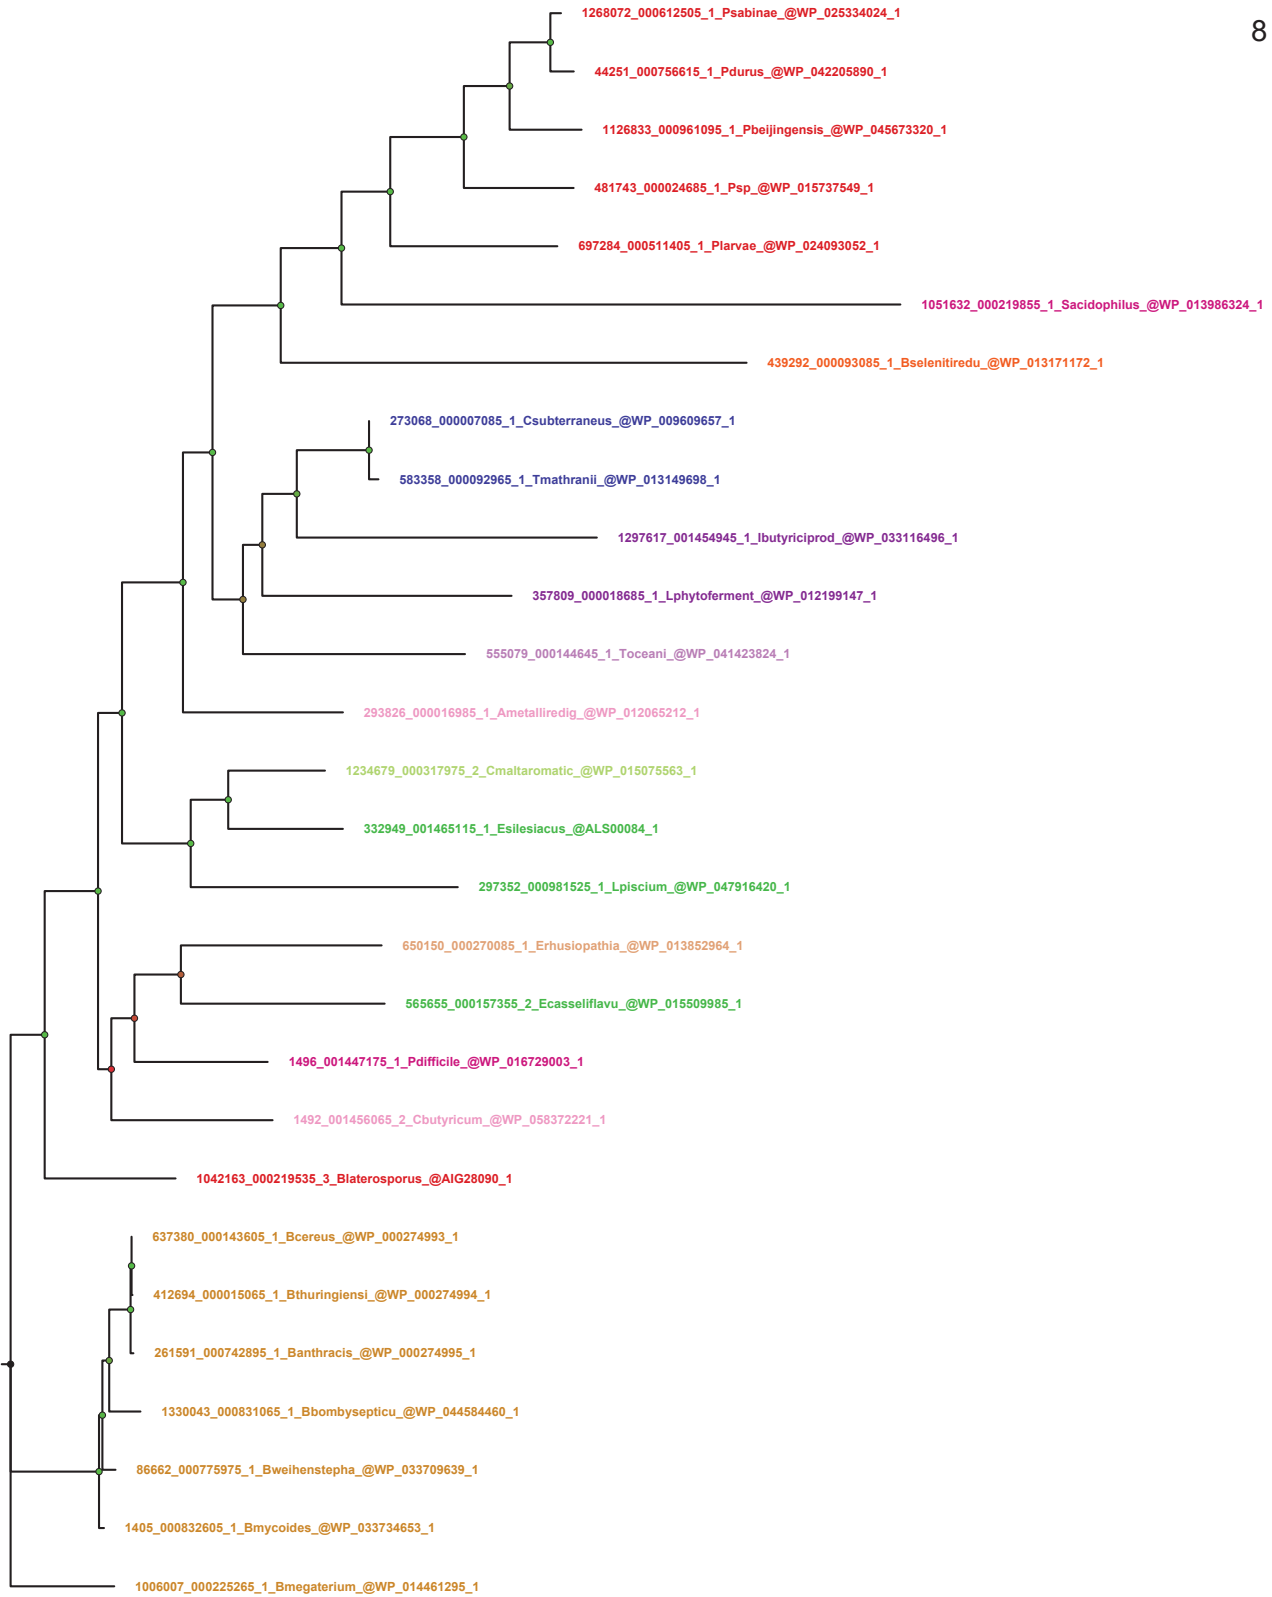 1268072_000612505_1_Psabinae_@WP_025334024_1
8
44251_000756615_1_Pdurus_@WP_042205890_1
1126833_000961095_1_Pbeijingensis_@WP_045673320_1
481743_000024685_1_Psp_@WP_015737549_1
697284_000511405_1_Plarvae_@WP_024093052_1
1051632_000219855_1_Sacidophilus_@WP_013986324_1
439292_000093085_1_Bselenitiredu_@WP_013171172_1
273068_000007085_1_Csubterraneus_@WP_009609657_1
583358_000092965_1_Tmathranii_@WP_013149698_1
1297617_001454945_1_Ibutyriciprod_@WP_033116496_1
357809_000018685_1_Lphytoferment_@WP_012199147_1
555079_000144645_1_Toceani_@WP_041423824_1
293826_000016985_1_Ametalliredig_@WP_012065212_1
1234679_000317975_2_Cmaltaromatic_@WP_015075563_1
332949_001465115_1_Esilesiacus_@ALS00084_1
297352_000981525_1_Lpiscium_@WP_047916420_1
650150_000270085_1_Erhusiopathia_@WP_013852964_1
565655_000157355_2_Ecasseliflavu_@WP_015509985_1
1496_001447175_1_Pdifficile_@WP_016729003_1
1492_001456065_2_Cbutyricum_@WP_058372221_1
1042163_000219535_3_Blaterosporus_@AIG28090_1
637380_000143605_1_Bcereus_@WP_000274993_1
412694_000015065_1_Bthuringiensi_@WP_000274994_1
261591_000742895_1_Banthracis_@WP_000274995_1
1330043_000831065_1_Bbombysepticu_@WP_044584460_1
86662_000775975_1_Bweihenstepha_@WP_033709639_1
1405_000832605_1_Bmycoides_@WP_033734653_1
1006007_000225265_1_Bmegaterium_@WP_014461295_1